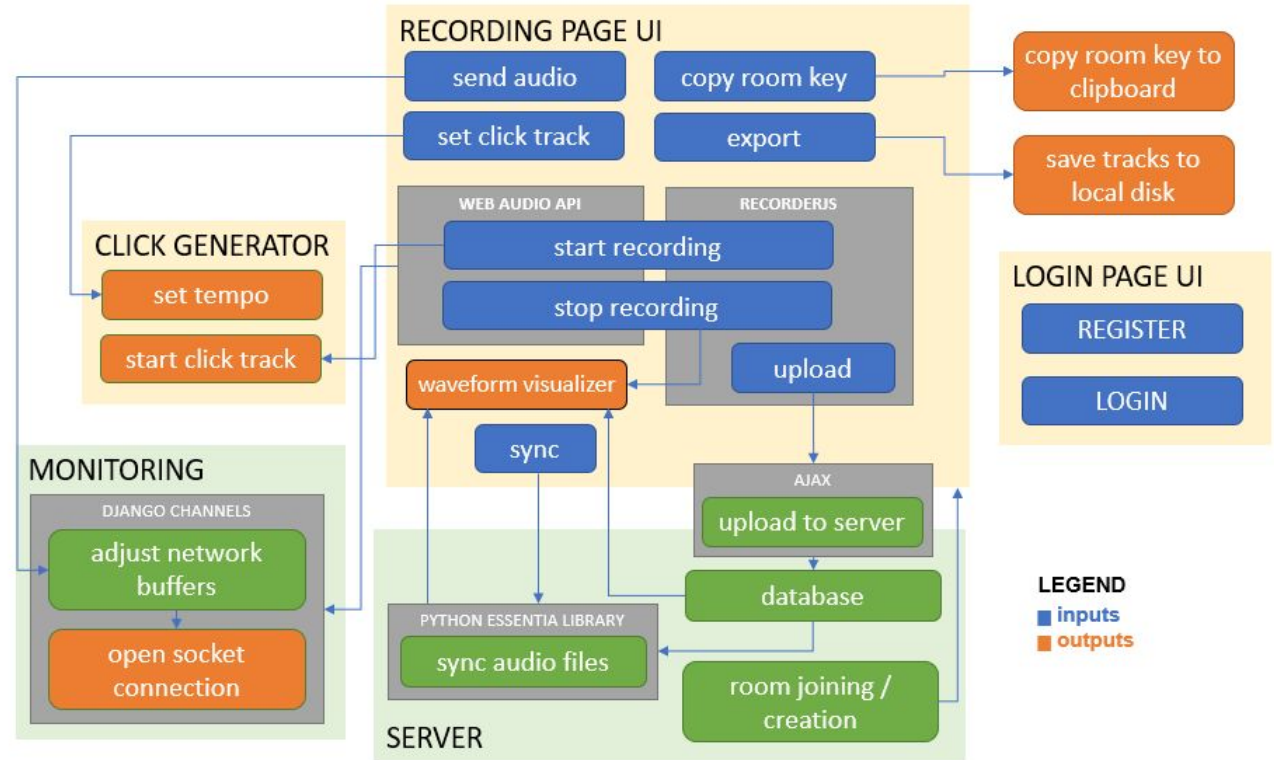 RECORDING PAGE UI
send audio
copy room key
set click track
export
copy room key to
clipboard
save tracks to
local disk
WEB AUDIO API
RECORDERJS
start recording
stop recording
upload
waveform visualizer
sync
CLICK GENERATOR
set tempo
start click track
LOGIN PAGE UI
REGISTER
LOGIN
MONITORING
DJANGO CHANNELS
adjust network
buffers
open socket
connection
AJAX
upload to server
database
PYTHON ESSENTIA LIBRARY
sync audio files
room joining /
creation
SERVER
LEGEND
inputs
outputs